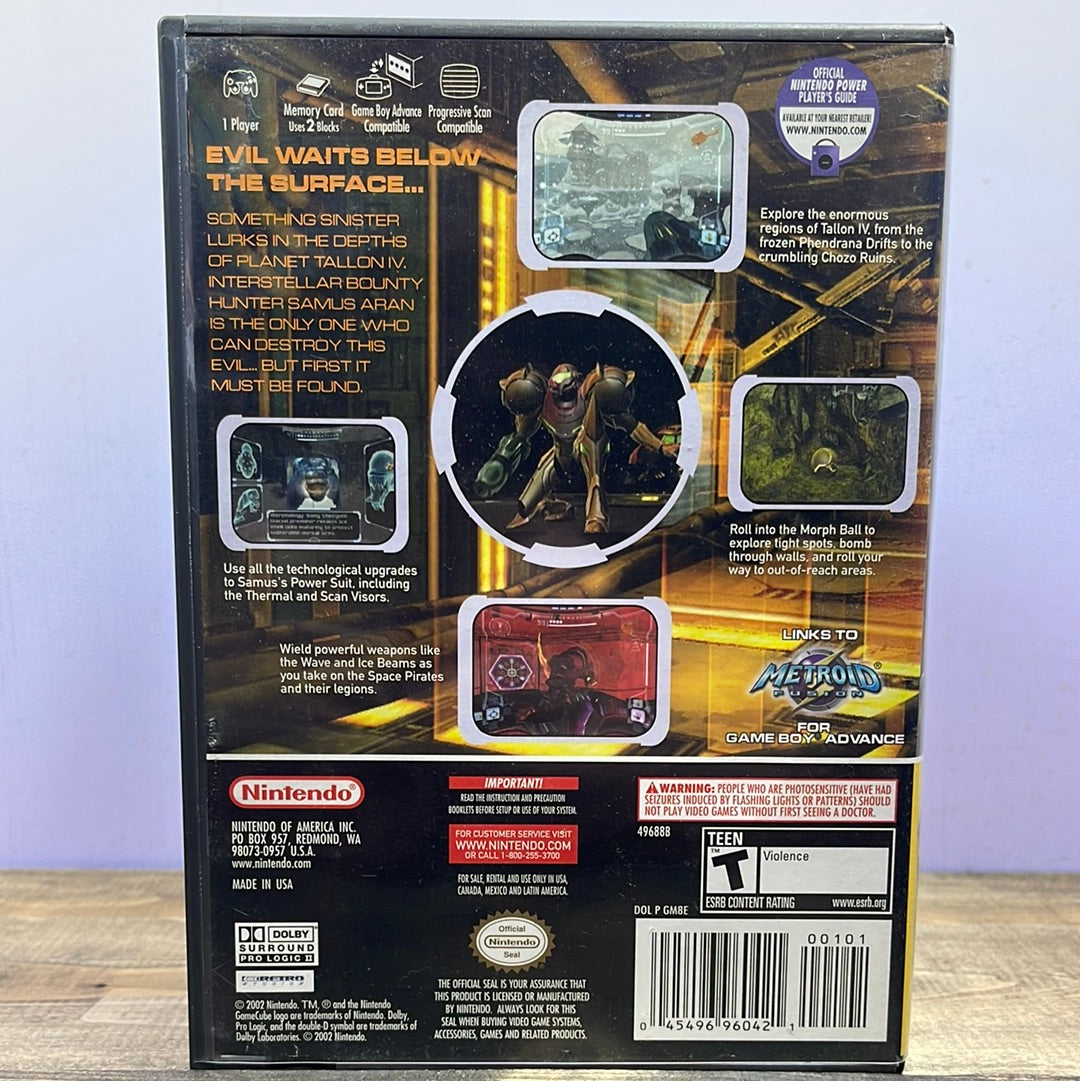 1 Player
Memory Card
Uses 2 Blocks
Game Boy Advance
Compatible
Progressive Scan
Compatible
OFFICIAL
NINTENDO POWER
PLAYER'S GUIDE
AVAILABLE AT YOUR NEAREST RETAILER!
WWW.NINTENDO.COM
EVIL WAITS BELOW
THE SURFACE...
SOMETHING SINISTER
LURKS IN THE DEPTHS
OF PLANET TALLON IV.
INTERSTELLAR BOUNTY
HUNTER SAMUS ARAN
IS THE ONLY ONE WHO
CAN DESTROY THIS
EVIL... BUT FIRST IT
MUST BE FOUND.
Explore the enormous
regions of Tallon IV, from the
frozen Phendrana Drifts to the
crumbling Chozo Ruins.
Roll into the Morph Ball to
explore tight spots, bomb
through walls, and roll your
way to out-of-reach areas.
Use all the technological upgrades
to Samus's Power Suit, including
the Thermal and Scan Visors.
Wield powerful weapons like
the Wave and Ice Beams as
you take on the Space Pirates
and their legions.
LINKS TO
METROID®
FUSION
FOR
GAME BOY ADVANCE
Nintendo®
NINTENDO OF AMERICA INC.
PO BOX 957, REDMOND, WA
98073-0957 U.S.A.
www.nintendo.com
MADE IN USA
IMPORTANT!
READ THE INSTRUCTION AND PRECAUTION
BOOKLETS BEFORE SETUP OR USE OF YOUR SYSTEM.
FOR CUSTOMER SERVICE VISIT
WWW.NINTENDO.COM
OR CALL 1-800-255-3700
FOR SALE, RENTAL AND USE ONLY IN USA,
CANADA, MEXICO AND LATIN AMERICA.
WARNING: PEOPLE WHO ARE PHOTOSENSITIVE (HAVE HAD
SEIZURES INDUCED BY FLASHING LIGHTS OR PATTERNS) SHOULD
NOT PLAY VIDEO GAMES WITHOUT FIRST SEEING A DOCTOR.
49688B
TEEN
T™
Violence
ESRB CONTENT RATING www.esrb.org
DOL P GM8E
DOLBY
SURROUND
PRO LOGIC II
RETRO
STUDIOS
Official
Nintendo
Seal
© 2002 Nintendo. TM, ® and the Nintendo
GameCube logo are trademarks of Nintendo. Dolby,
Pro Logic, and the double-D symbol are trademarks of
Dolby Laboratories. © 2002 Nintendo.
THE OFFICIAL SEAL IS YOUR ASSURANCE THAT
THIS PRODUCT IS LICENSED OR MANUFACTURED
BY NINTENDO. ALWAYS LOOK FOR THIS
SEAL WHEN BUYING VIDEO GAME SYSTEMS,
ACCESSORIES, GAMES AND RELATED PRODUCTS.
00101
0 45496 96042 1